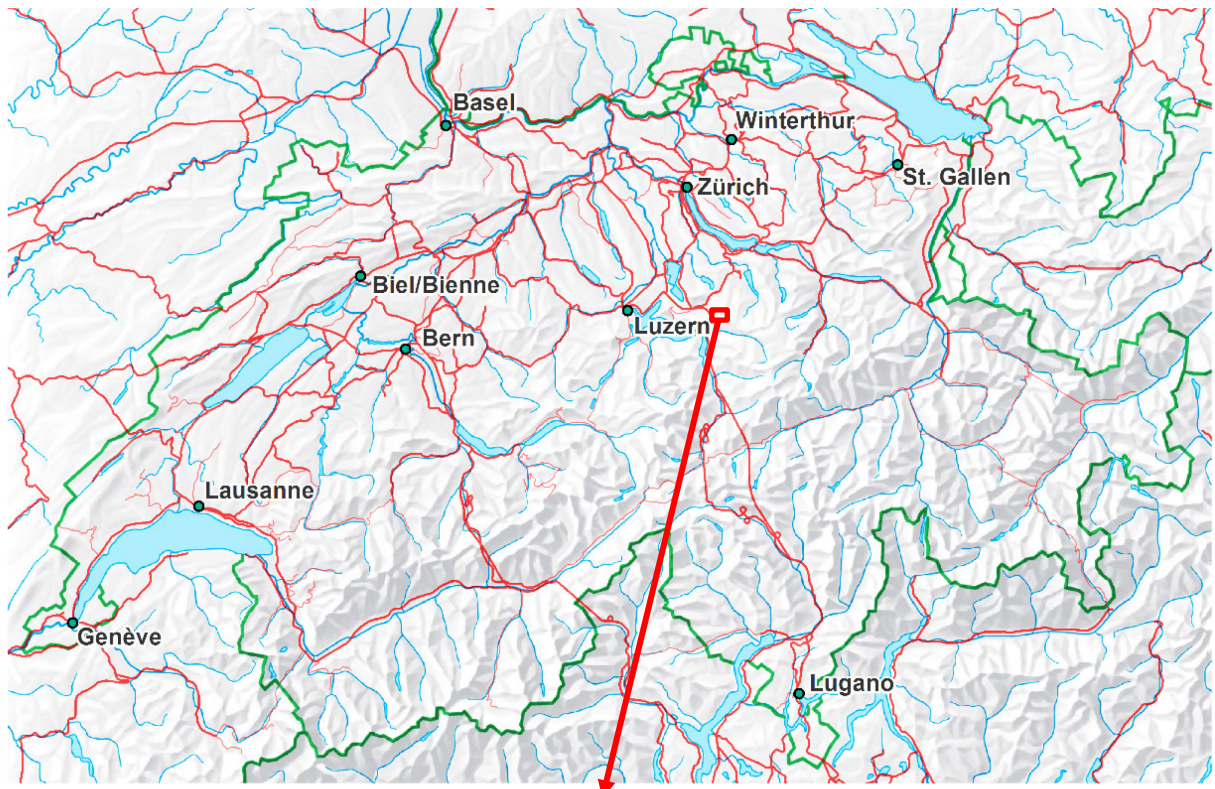 Basel
Winterthur
Zürich
St. Gallen
Biel/Bienne
Luzern
Bern
Lausanne
Genève
Lugano